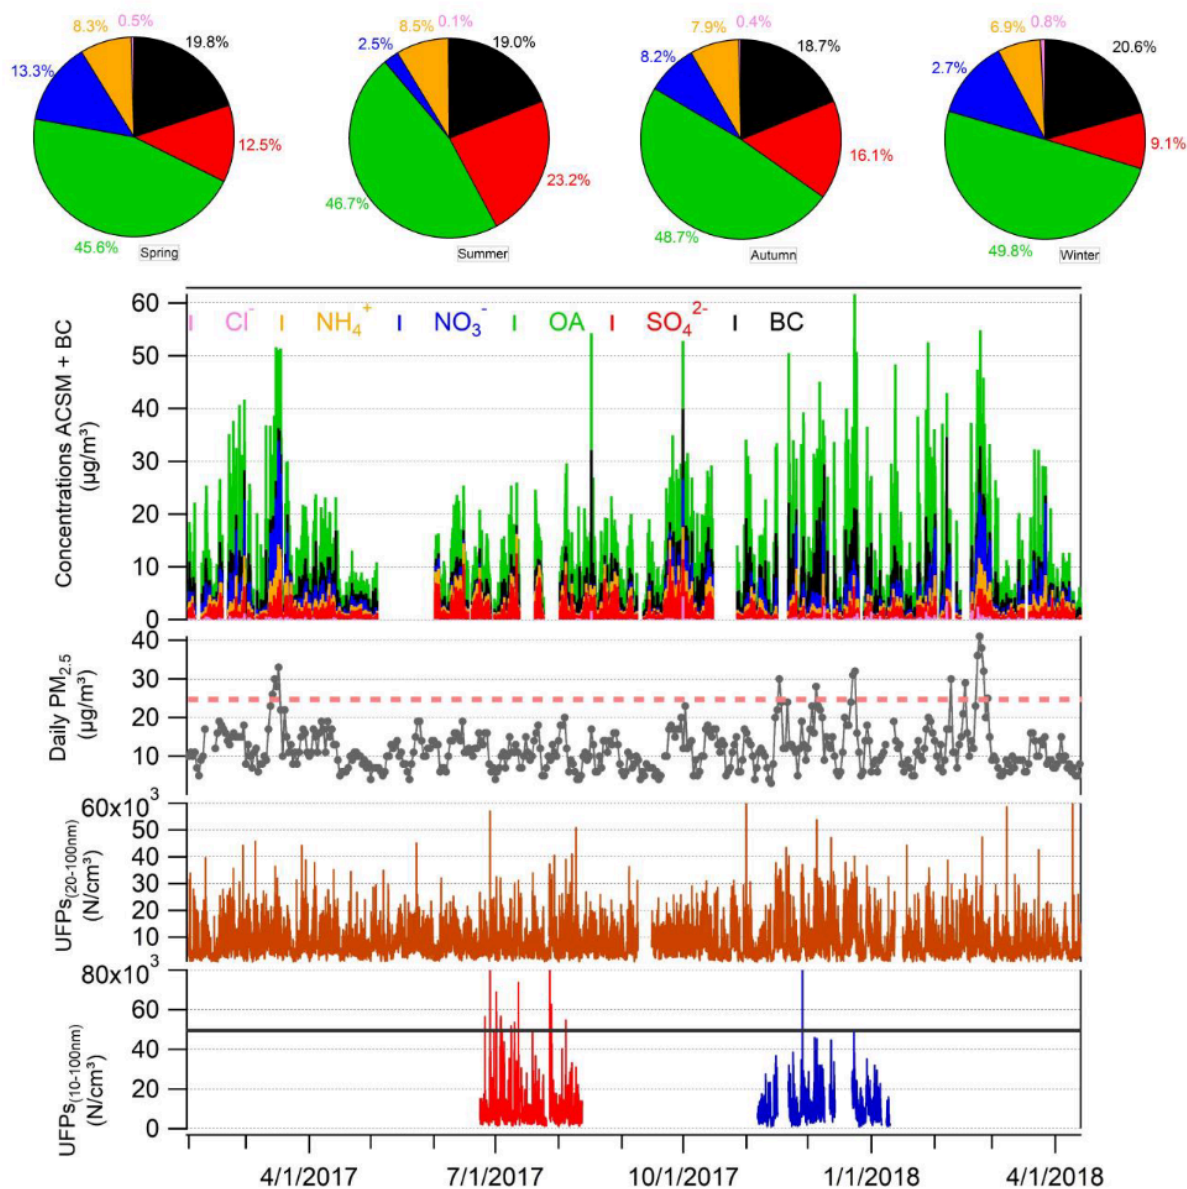 8.3% 0.5%
19.8%
13.3%
12.5%
45.6%
Spring
8.5% 0.1%
19.0%
2.5%
23.2%
46.7%
Summer
7.9% 0.4%
18.7%
8.2%
16.1%
48.7%
Autumn
6.9% 0.8%
20.6%
2.7%
9.1%
49.8%
Winter
Concentrations ACSM + BC
(µg/m³)
60
50
40
30
20
10
0
Cl⁻ NH₄⁺ NO₃⁻ OA SO₄²⁻ BC
Daily PM₂.₅
(µg/m³)
40
30
20
10
UFPs(20-100nm)
(N/cm³)
60x10³
50
40
30
20
10
UFPs(10-100nm)
(N/cm³)
80x10³
60
40
20
0
4/1/2017 7/1/2017 10/1/2017 1/1/2018 4/1/2018